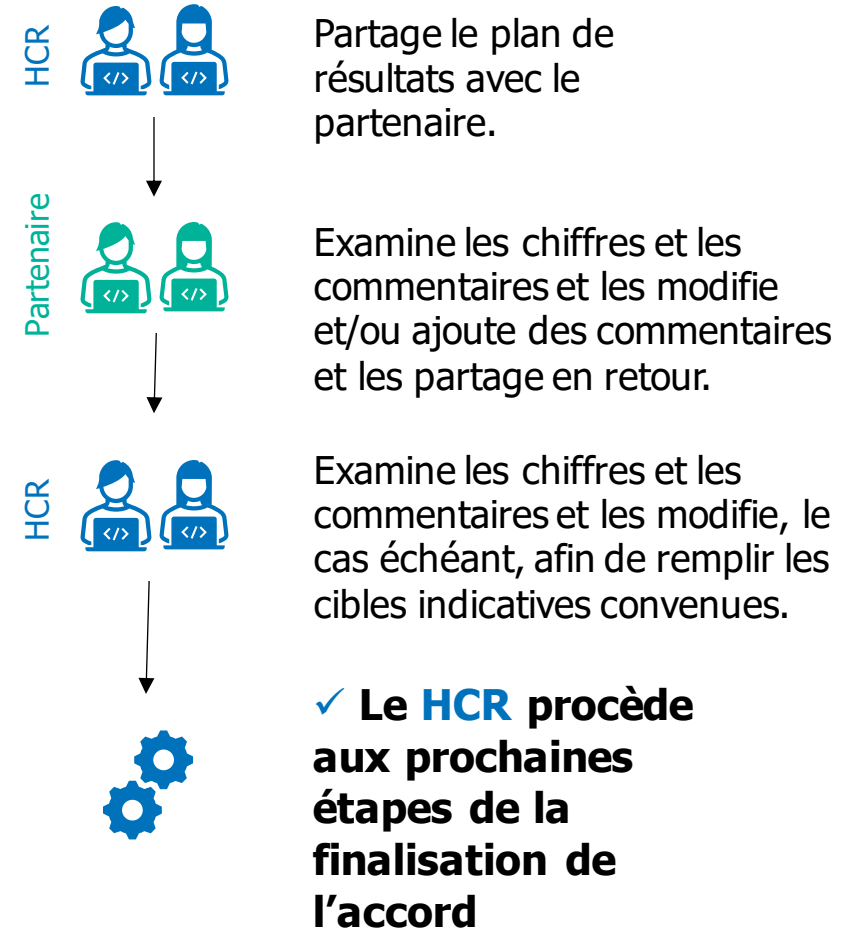 HCR
Partage le plan de
résultats avec le
partenaire.
Partenaire
Examine les chiffres et les
commentaires et les modifie
et/ou ajoute des commentaires
et les partage en retour.
HCR
Examine les chiffres et les
commentaires et les modifie, le
cas échéant, afin de remplir les
cibles indicatives convenues.
✓ Le HCR procède
aux prochaines
étapes de la
finalisation de
l’accord